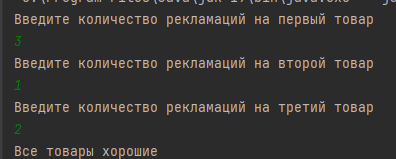 Введите количество рекламаций на первый товар
3
Введите количество рекламаций на второй товар
1
Введите количество рекламаций на третий товар
2
Все товары хорошие